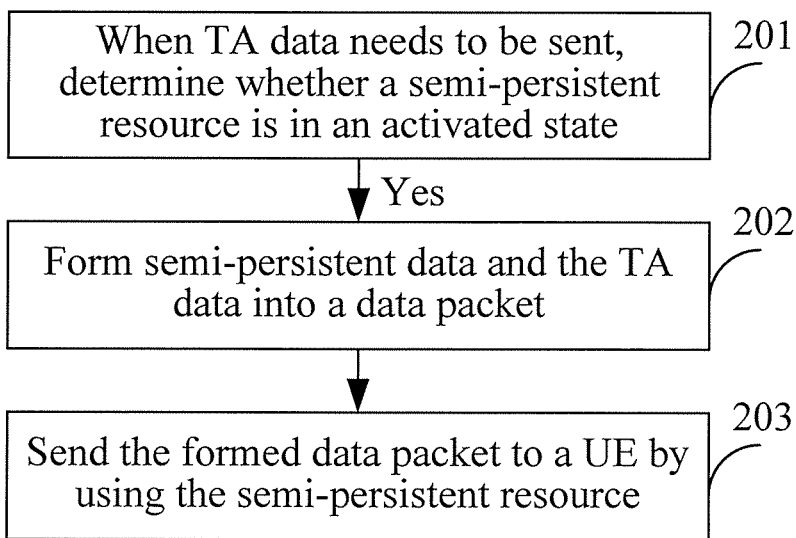 When TA data needs to be sent,
determine whether a semi-persistent
resource is in an activated state
201
Yes
Form semi-persistent data and the TA
data into a data packet
202
Send the formed data packet to a UE by
using the semi-persistent resource
203